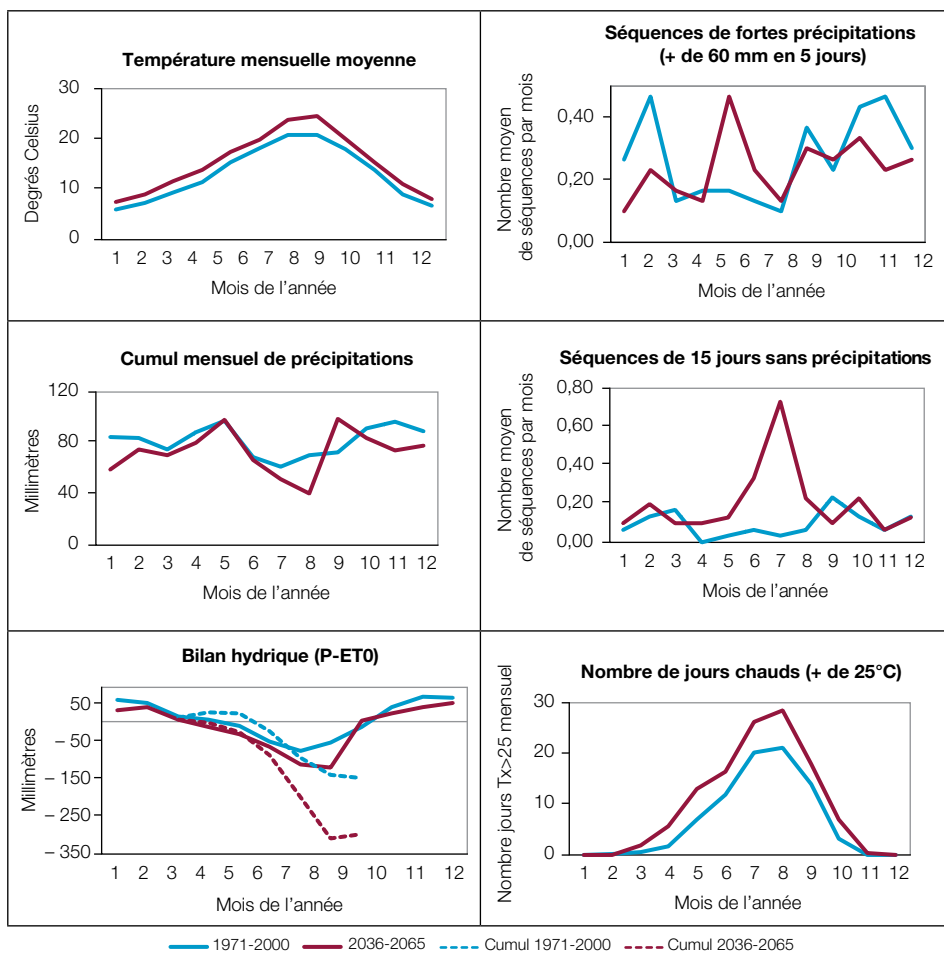 Température mensuelle moyenne
Degrés Celsius
30
20
10
0
1 2 3 4 5 6 7 8 9 10 11 12
Mois de l'année
Séquences de fortes précipitations
(+ de 60 mm en 5 jours)
Nombre moyen
de séquences par mois
0,40
0,20
0,00
1 2 3 4 5 6 7 8 9 10 11 12
Mois de l'année
Cumul mensuel de précipitations
Millimètres
120
80
40
0
1 2 3 4 5 6 7 8 9 10 11 12
Mois de l'année
Séquences de 15 jours sans précipitations
Nombre moyen
de séquences par mois
0,80
0,60
0,40
0,20
0,00
1 2 3 4 5 6 7 8 9 10 11 12
Mois de l'année
Bilan hydrique (P-ET0)
Millimètres
50
– 50
– 150
– 250
– 350
1 2 3 4 5 6 7 8 9 10 11 12
Mois de l'année
Nombre de jours chauds (+ de 25°C)
Nombre jours Tx>25 mensuel
30
20
10
0
1 2 3 4 5 6 7 8 9 10 11 12
Mois de l'année
1971-2000 2036-2065 Cumul 1971-2000 Cumul 2036-2065